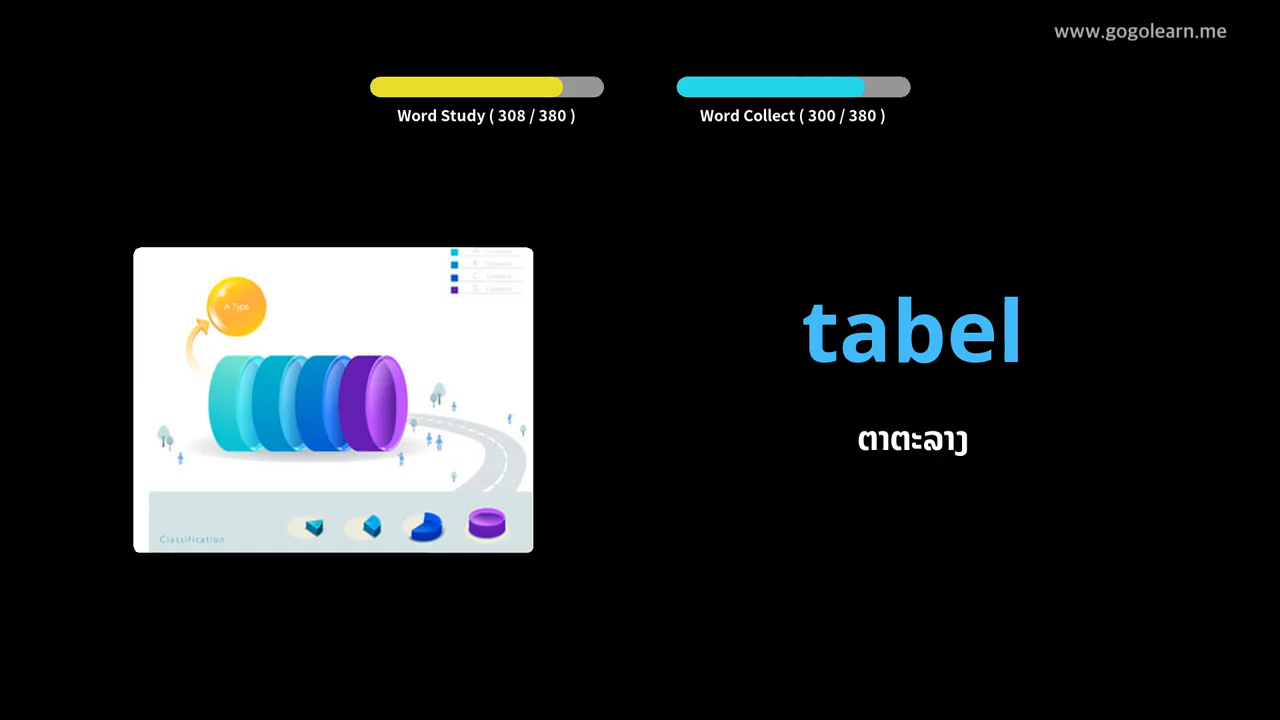 www.gogolearn.me
Word Study ( 308 / 380 )
Word Collect ( 300 / 380 )
A Type
B
C
Classification
tabel
ຕາຕະລາງ